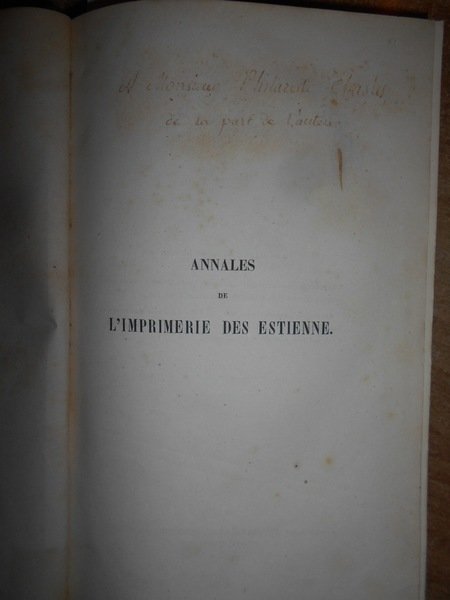 A Monsieur Philarète Chasles
de la part de l'auteur
ANNALES
DE
L'IMPRIMERIE DES ESTIENNE.